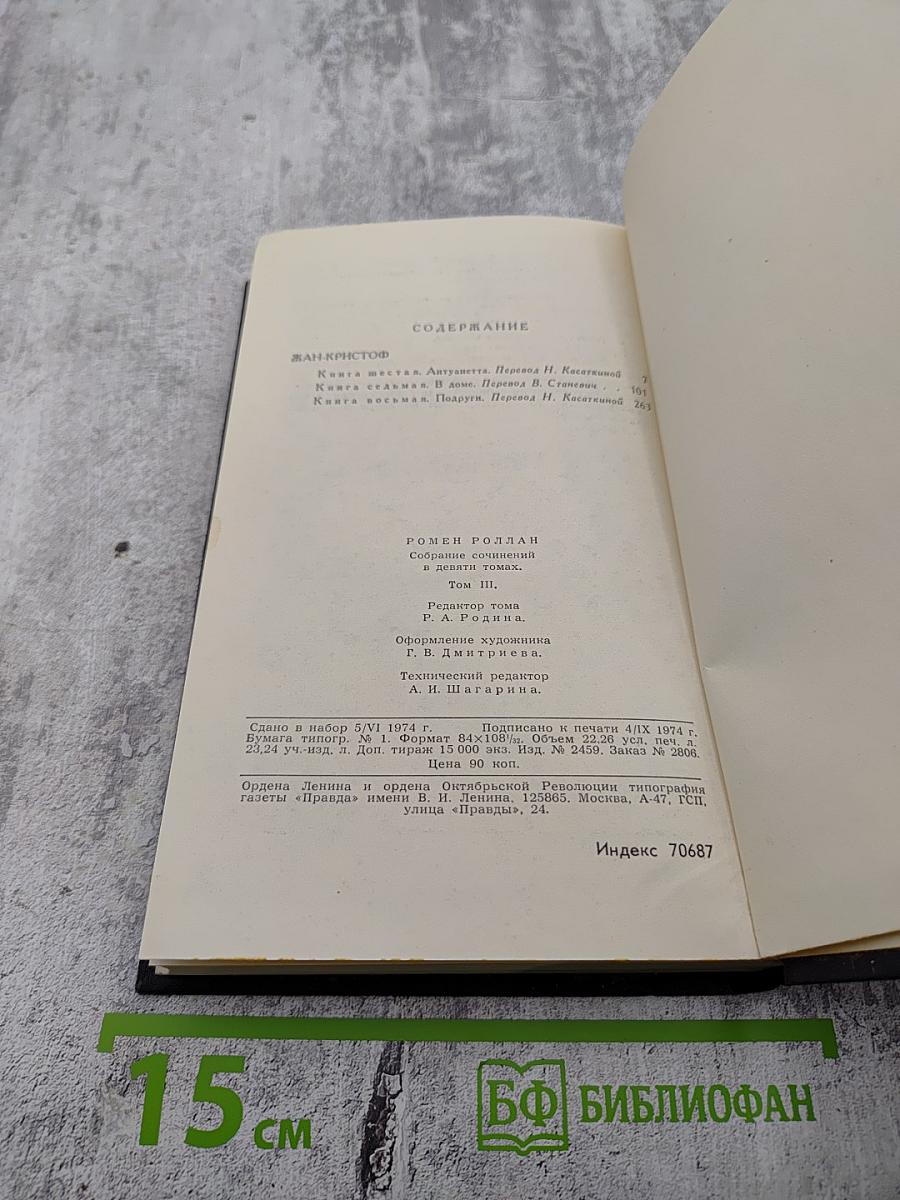 СОДЕРЖАНИЕ
ЖАН-КРИСТОФ
Книга шестая. Антуанетта. Перевод Н. Касаткиной 7
Книга седьмая. В доме. Перевод В. Станевич . . 101
Книга восьмая. Подруги. Перевод Н. Касаткиной 263
РОМЕН РОЛЛАН
Собрание сочинений
в девяти томах.
Том III.
Редактор тома
Р. А. Родина.
Оформление художника
Г. В. Дмитриева.
Технический редактор
А. И. Шагарина.
Сдано в набор 5/VI 1974 г. Подписано к печати 4/IX 1974 г.
Бумага типогр. № 1. Формат 84X108¹/₃₂. Объем 22,26 усл. печ. л.
23,24 уч.-изд. л. Доп. тираж 15 000 экз. Изд. № 2459. Заказ № 2806.
Цена 90 коп.
Ордена Ленина и ордена Октябрьской Революции типография
газеты «Правда» имени В. И. Ленина, 125865. Москва, А-47, ГСП,
улица «Правды», 24.
Индекс 70687
15 см
БФ БИБЛИОФАН